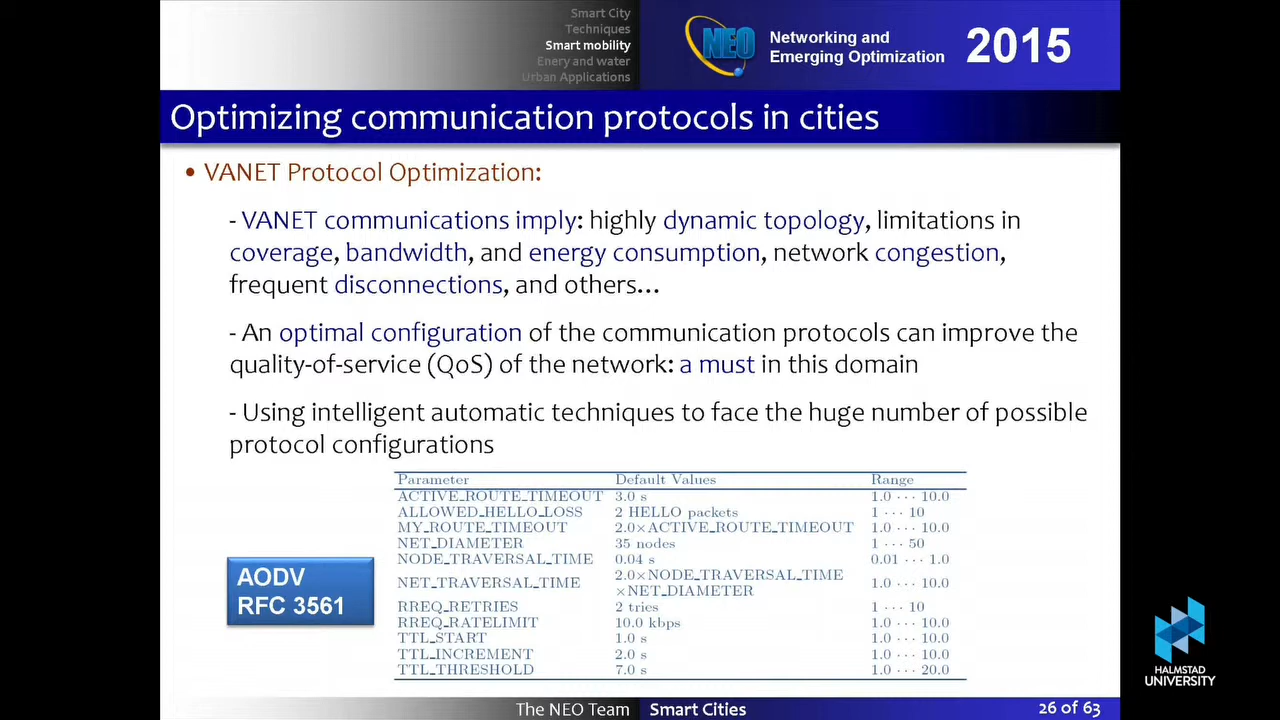 Smart City
Techniques
Smart mobility
Enery and water
Urban Applications
NEO
Networking and
Emerging Optimization
2015
Optimizing communication protocols in cities
• VANET Protocol Optimization:
- VANET communications imply: highly dynamic topology, limitations in
coverage, bandwidth, and energy consumption, network congestion,
frequent disconnections, and others...
- An optimal configuration of the communication protocols can improve the
quality-of-service (QoS) of the network: a must in this domain
- Using intelligent automatic techniques to face the huge number of possible
protocol configurations
Parameter Default Values Range
ACTIVE_ROUTE_TIMEOUT 3.0 s 1.0 ··· 10.0
ALLOWED_HELLO_LOSS 2 HELLO packets 1 ··· 10
MY_ROUTE_TIMEOUT 2.0×ACTIVE_ROUTE_TIMEOUT 1.0 ··· 10.0
NET_DIAMETER 35 nodes 1 ··· 50
NODE_TRAVERSAL_TIME 0.04 s 0.01 ··· 1.0
NET_TRAVERSAL_TIME 2.0×NODE_TRAVERSAL_TIME 1.0 ··· 10.0
×NET_DIAMETER
RREQ_RETRIES 2 tries 1 ··· 10
RREQ_RATELIMIT 10.0 kbps 1.0 ··· 10.0
TTL_START 1.0 s 1.0 ··· 10.0
TTL_INCREMENT 2.0 s 1.0 ··· 10.0
TTL_THRESHOLD 7.0 s 1.0 ··· 20.0
AODV
RFC 3561
HALMSTAD
UNIVERSITY
The NEO Team Smart Cities 26 of 63